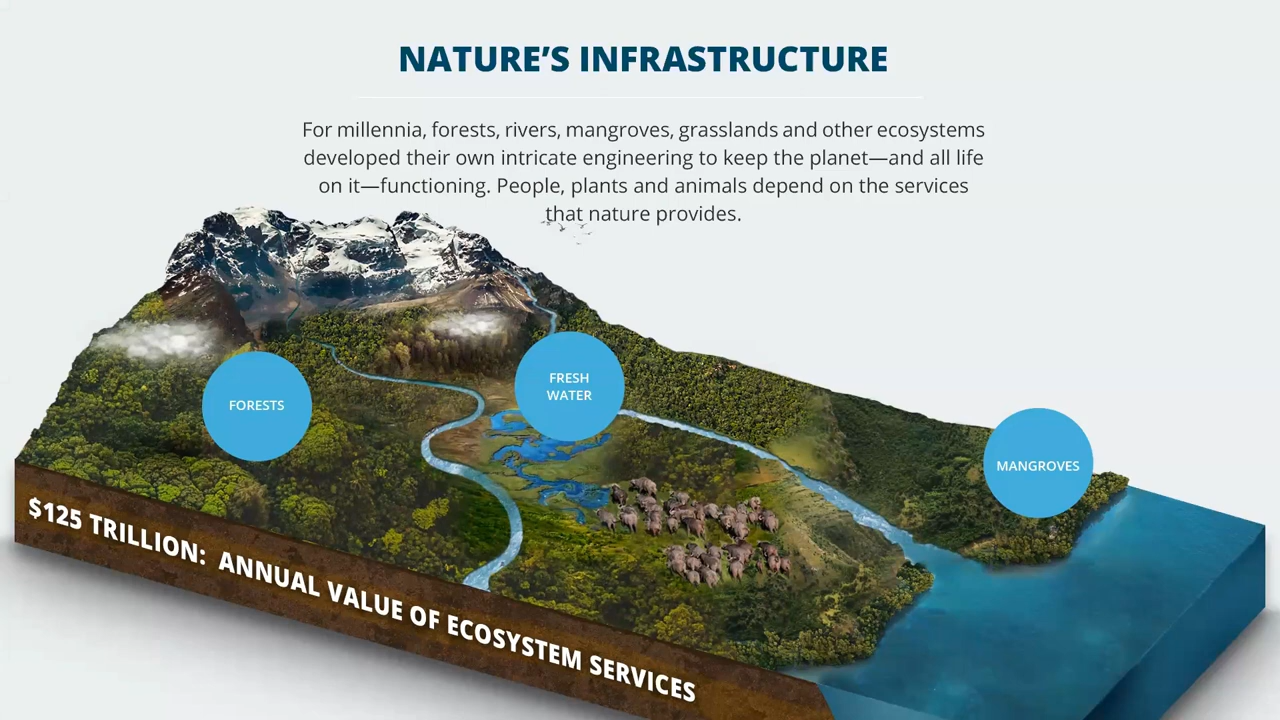 NATURE’S INFRASTRUCTURE
For millennia, forests, rivers, mangroves, grasslands and other ecosystems
developed their own intricate engineering to keep the planet—and all life
on it—functioning. People, plants and animals depend on the services
that nature provides.
FORESTS
FRESH
WATER
MANGROVES
$125 TRILLION: ANNUAL VALUE OF ECOSYSTEM SERVICES